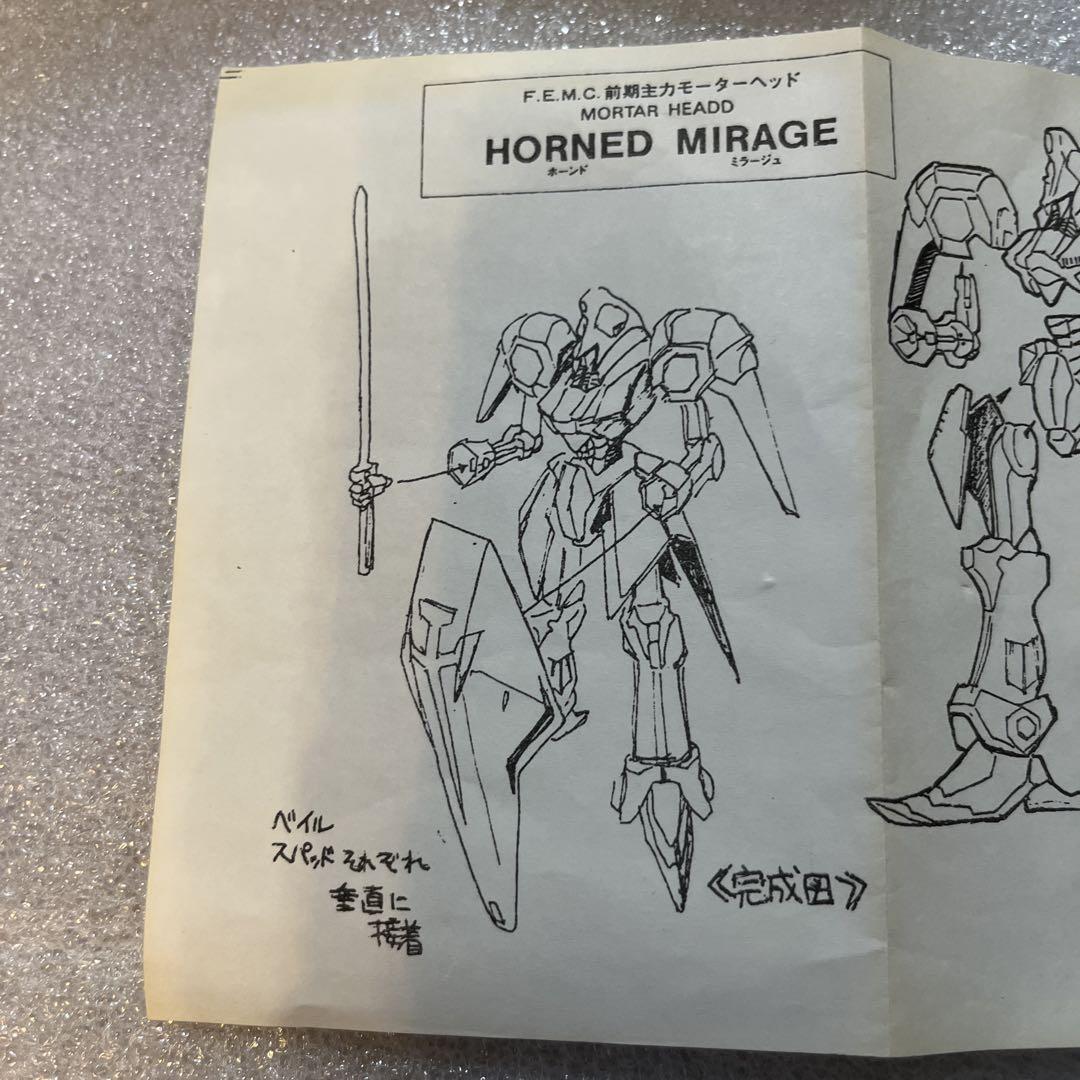 F.E.M.C.前期主力モーターヘッド
MORTAR HEADD
HORNED MIRAGE
ホーンド ミラージュ
ベイル
スパッド それぞれ
垂直に
接着
《完成図》